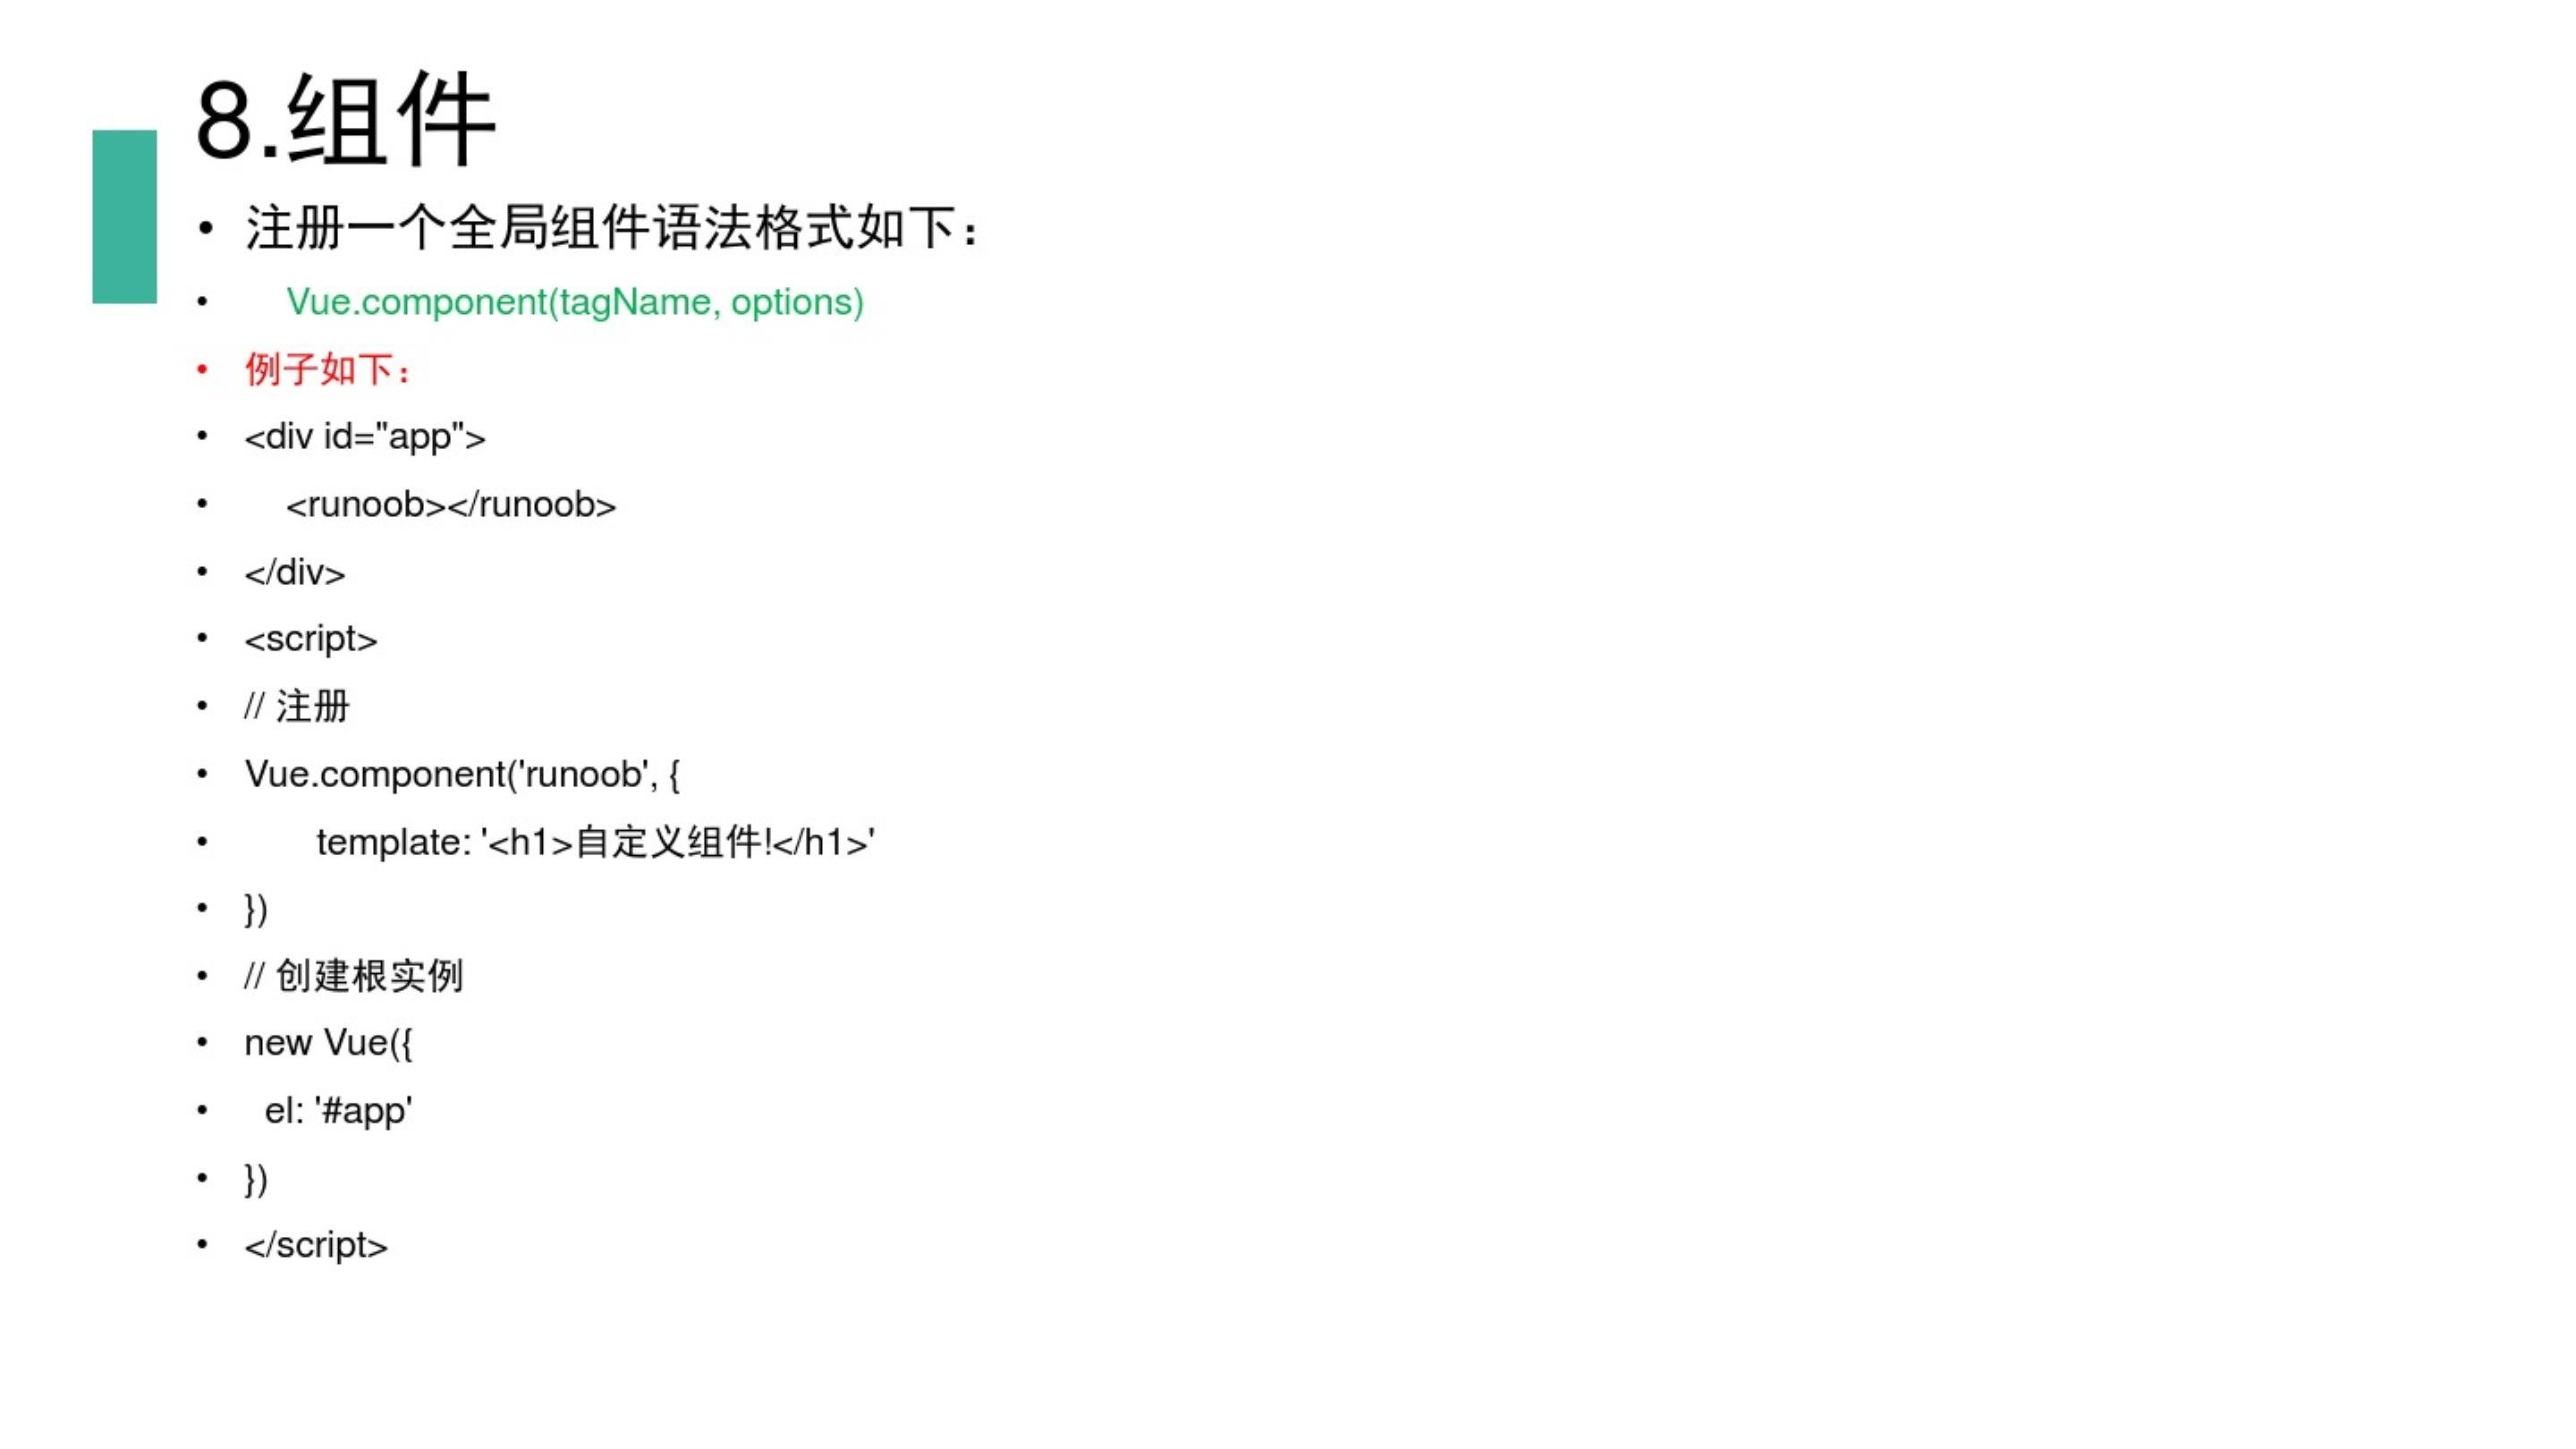 8.组件
• 注册一个全局组件语法格式如下：
• Vue.component(tagName, options)
• 例子如下：
• <div id="app">
•     <runoob></runoob>
• </div>
• <script>
• // 注册
• Vue.component('runoob', {
•        template: '<h1>自定义组件!</h1>'
• })
• // 创建根实例
• new Vue({
•   el: '#app'
• })
• </script>